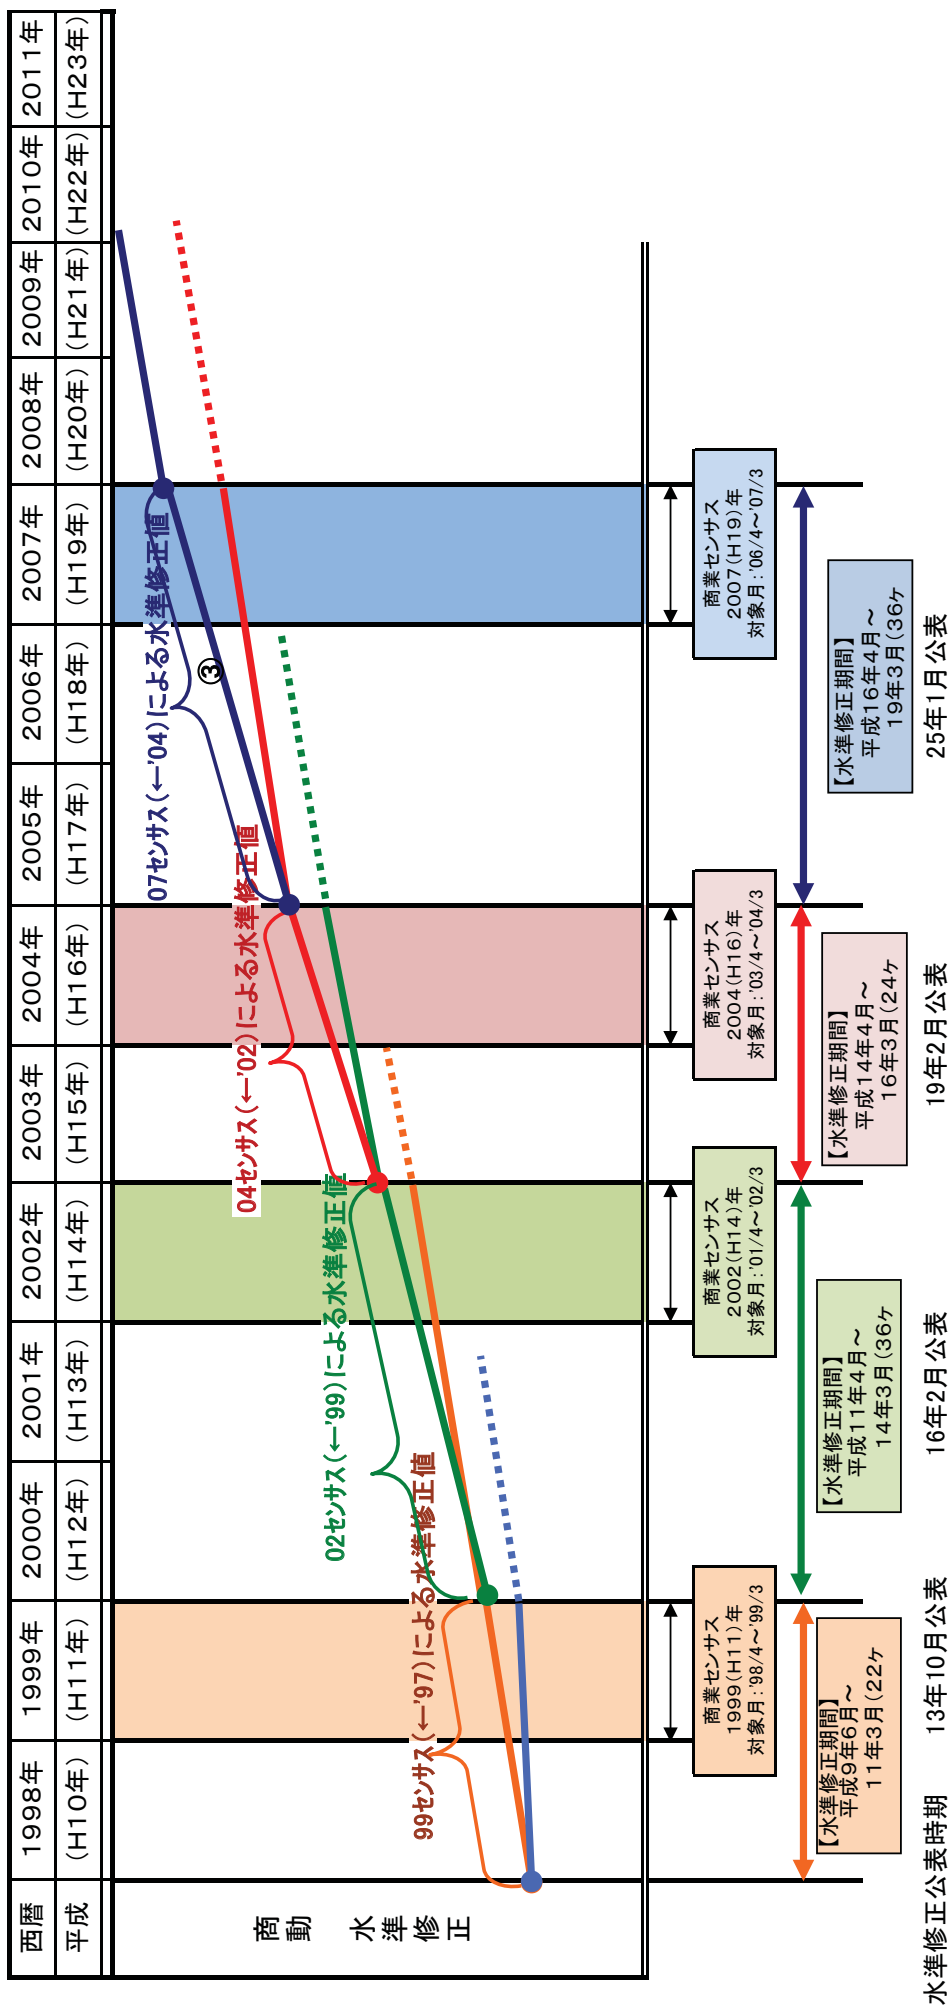 西暦 1998年 1999年 2000年 2001年 2002年 2003年 2004年 2005年 2006年 2007年 2008年 2009年 2010年 2011年
平成 (H10年) (H11年) (H12年) (H13年) (H14年) (H15年) (H16年) (H17年) (H18年) (H19年) (H20年) (H21年) (H22年) (H23年)
商動
水準修正
07センサス(←'04)による水準修正値
③
04センサス(←'02)による水準修正値
02センサス(←'99)による水準修正値
99センサス(←'97)による水準修正値
商業センサス
1999(H11)年
対象月:'98/4~'99/3
商業センサス
2002(H14)年
対象月:'01/4~'02/3
商業センサス
2004(H16)年
対象月:'03/4~'04/3
商業センサス
2007(H19)年
対象月:'06/4~'07/3
【水準修正期間】
平成9年6月~
11年3月(22ケ
【水準修正期間】
平成11年4月~
14年3月(36ケ
【水準修正期間】
平成14年4月~
16年3月(24ケ
【水準修正期間】
平成16年4月~
19年3月(36ケ
水準修正公表時期 13年10月公表 16年2月公表 19年2月公表 25年1月公表